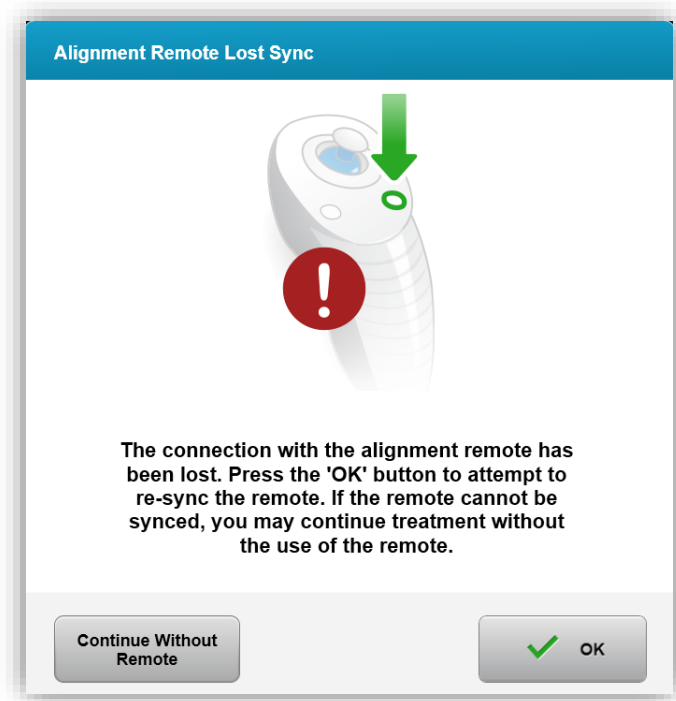 Alignment Remote Lost Sync
!
The connection with the alignment remote has
been lost. Press the 'OK' button to attempt to
re-sync the remote. If the remote cannot be
synced, you may continue treatment without
the use of the remote.
Continue Without
Remote
OK